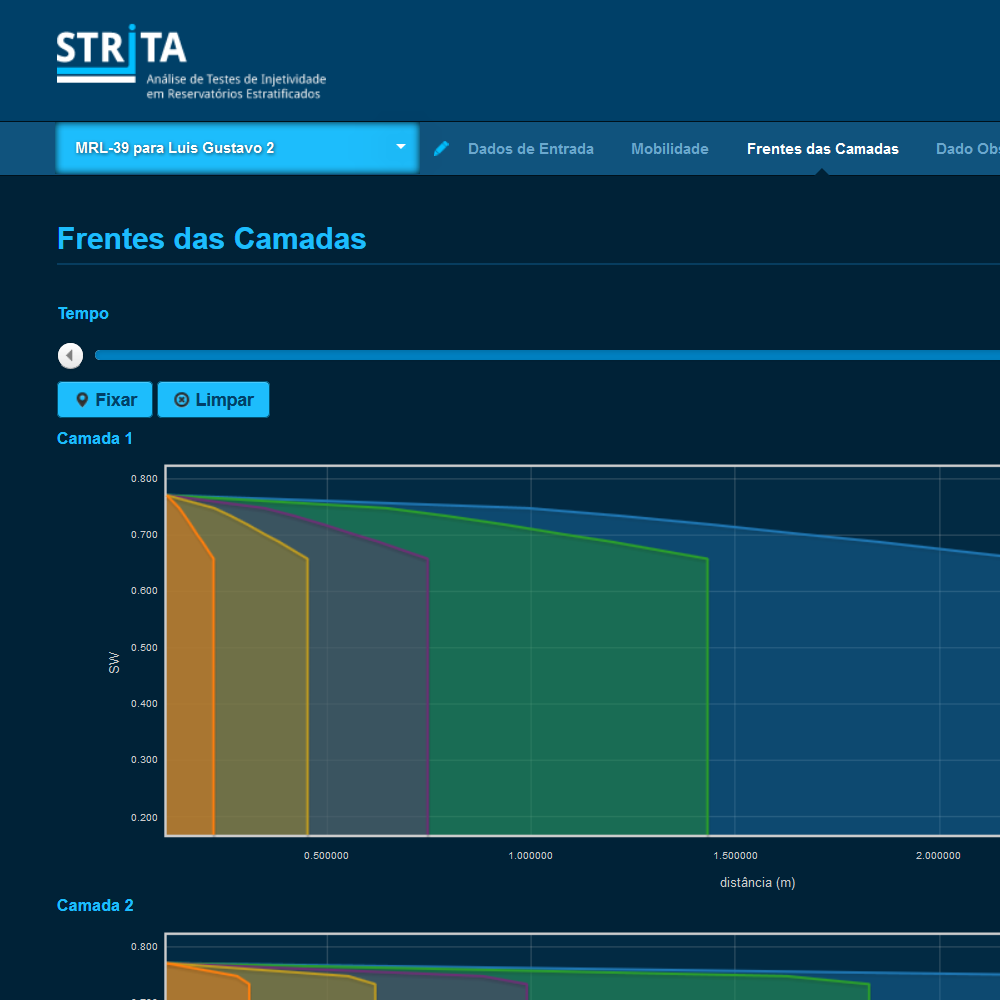 STRiTA
Análise de Testes de Injetividade
em Reservatórios Estratificados
MRL-39 para Luis Gustavo 2
Dados de Entrada
Mobilidade
Frentes das Camadas
Dado Obs
Frentes das Camadas
Tempo
Fixar
Limpar
Camada 1
0.800
0.700
0.600
0.500
0.400
0.300
0.200
SW
0.500000
1.000000
1.500000
2.000000
distância (m)
Camada 2
0.800